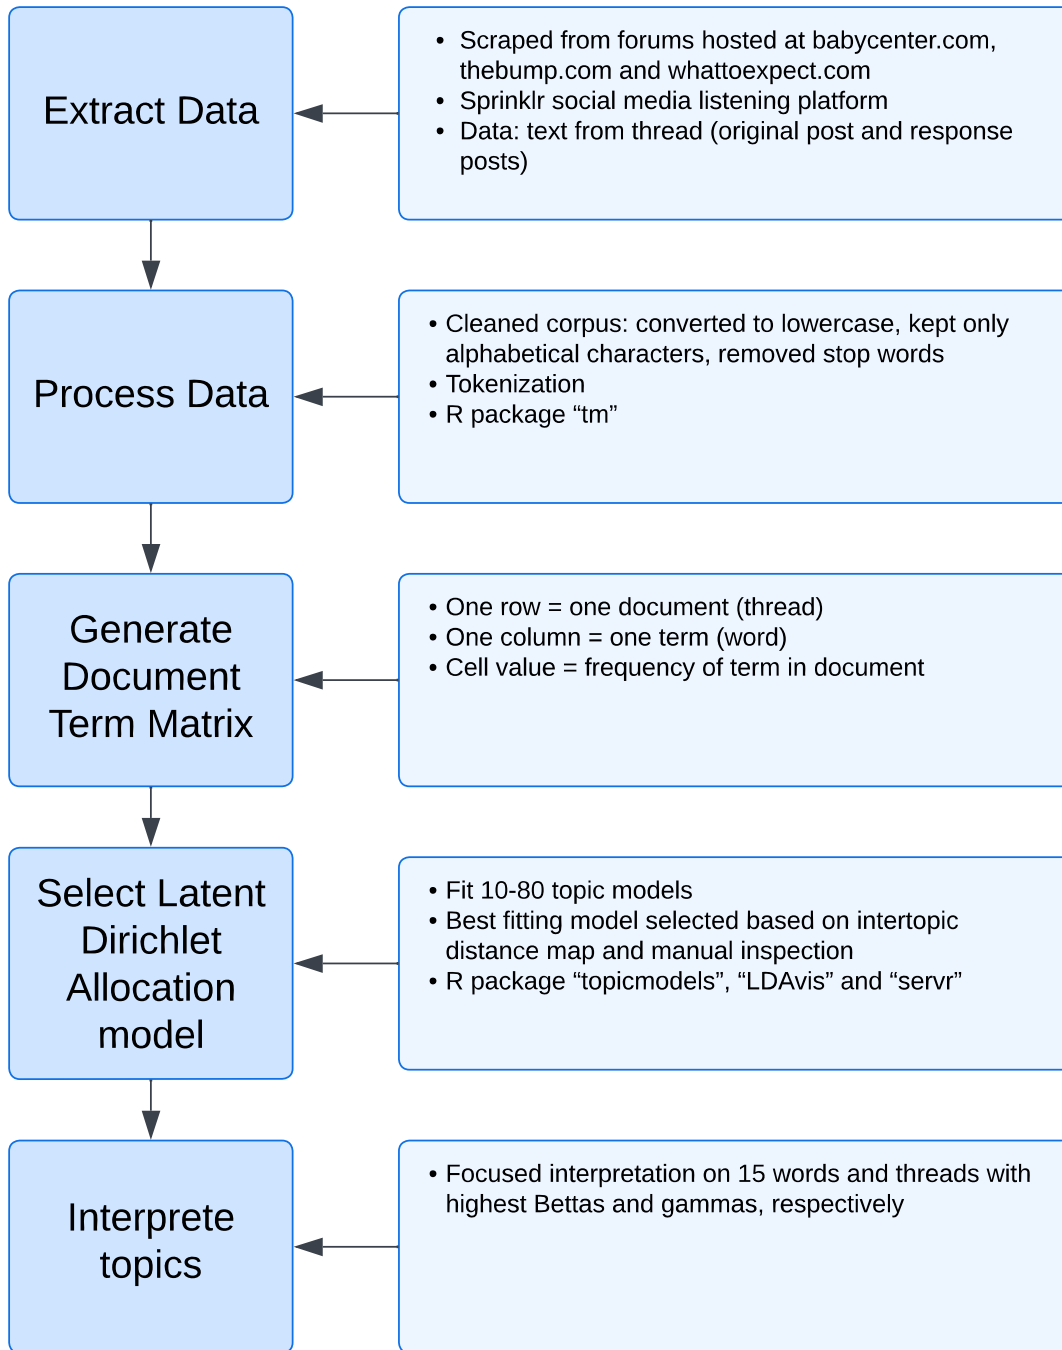 Extract Data
• Scraped from forums hosted at babycenter.com,
thebump.com and whattoexpect.com
• Sprinklr social media listening platform
• Data: text from thread (original post and response
posts)
Process Data
• Cleaned corpus: converted to lowercase, kept only
alphabetical characters, removed stop words
• Tokenization
• R package “tm”
Generate
Document
Term Matrix
• One row = one document (thread)
• One column = one term (word)
• Cell value = frequency of term in document
Select Latent
Dirichlet
Allocation
model
• Fit 10-80 topic models
• Best fitting model selected based on intertopic
distance map and manual inspection
• R package “topicmodels”, “LDAvis” and “servr”
Interprete
topics
• Focused interpretation on 15 words and threads with
highest Bettas and gammas, respectively